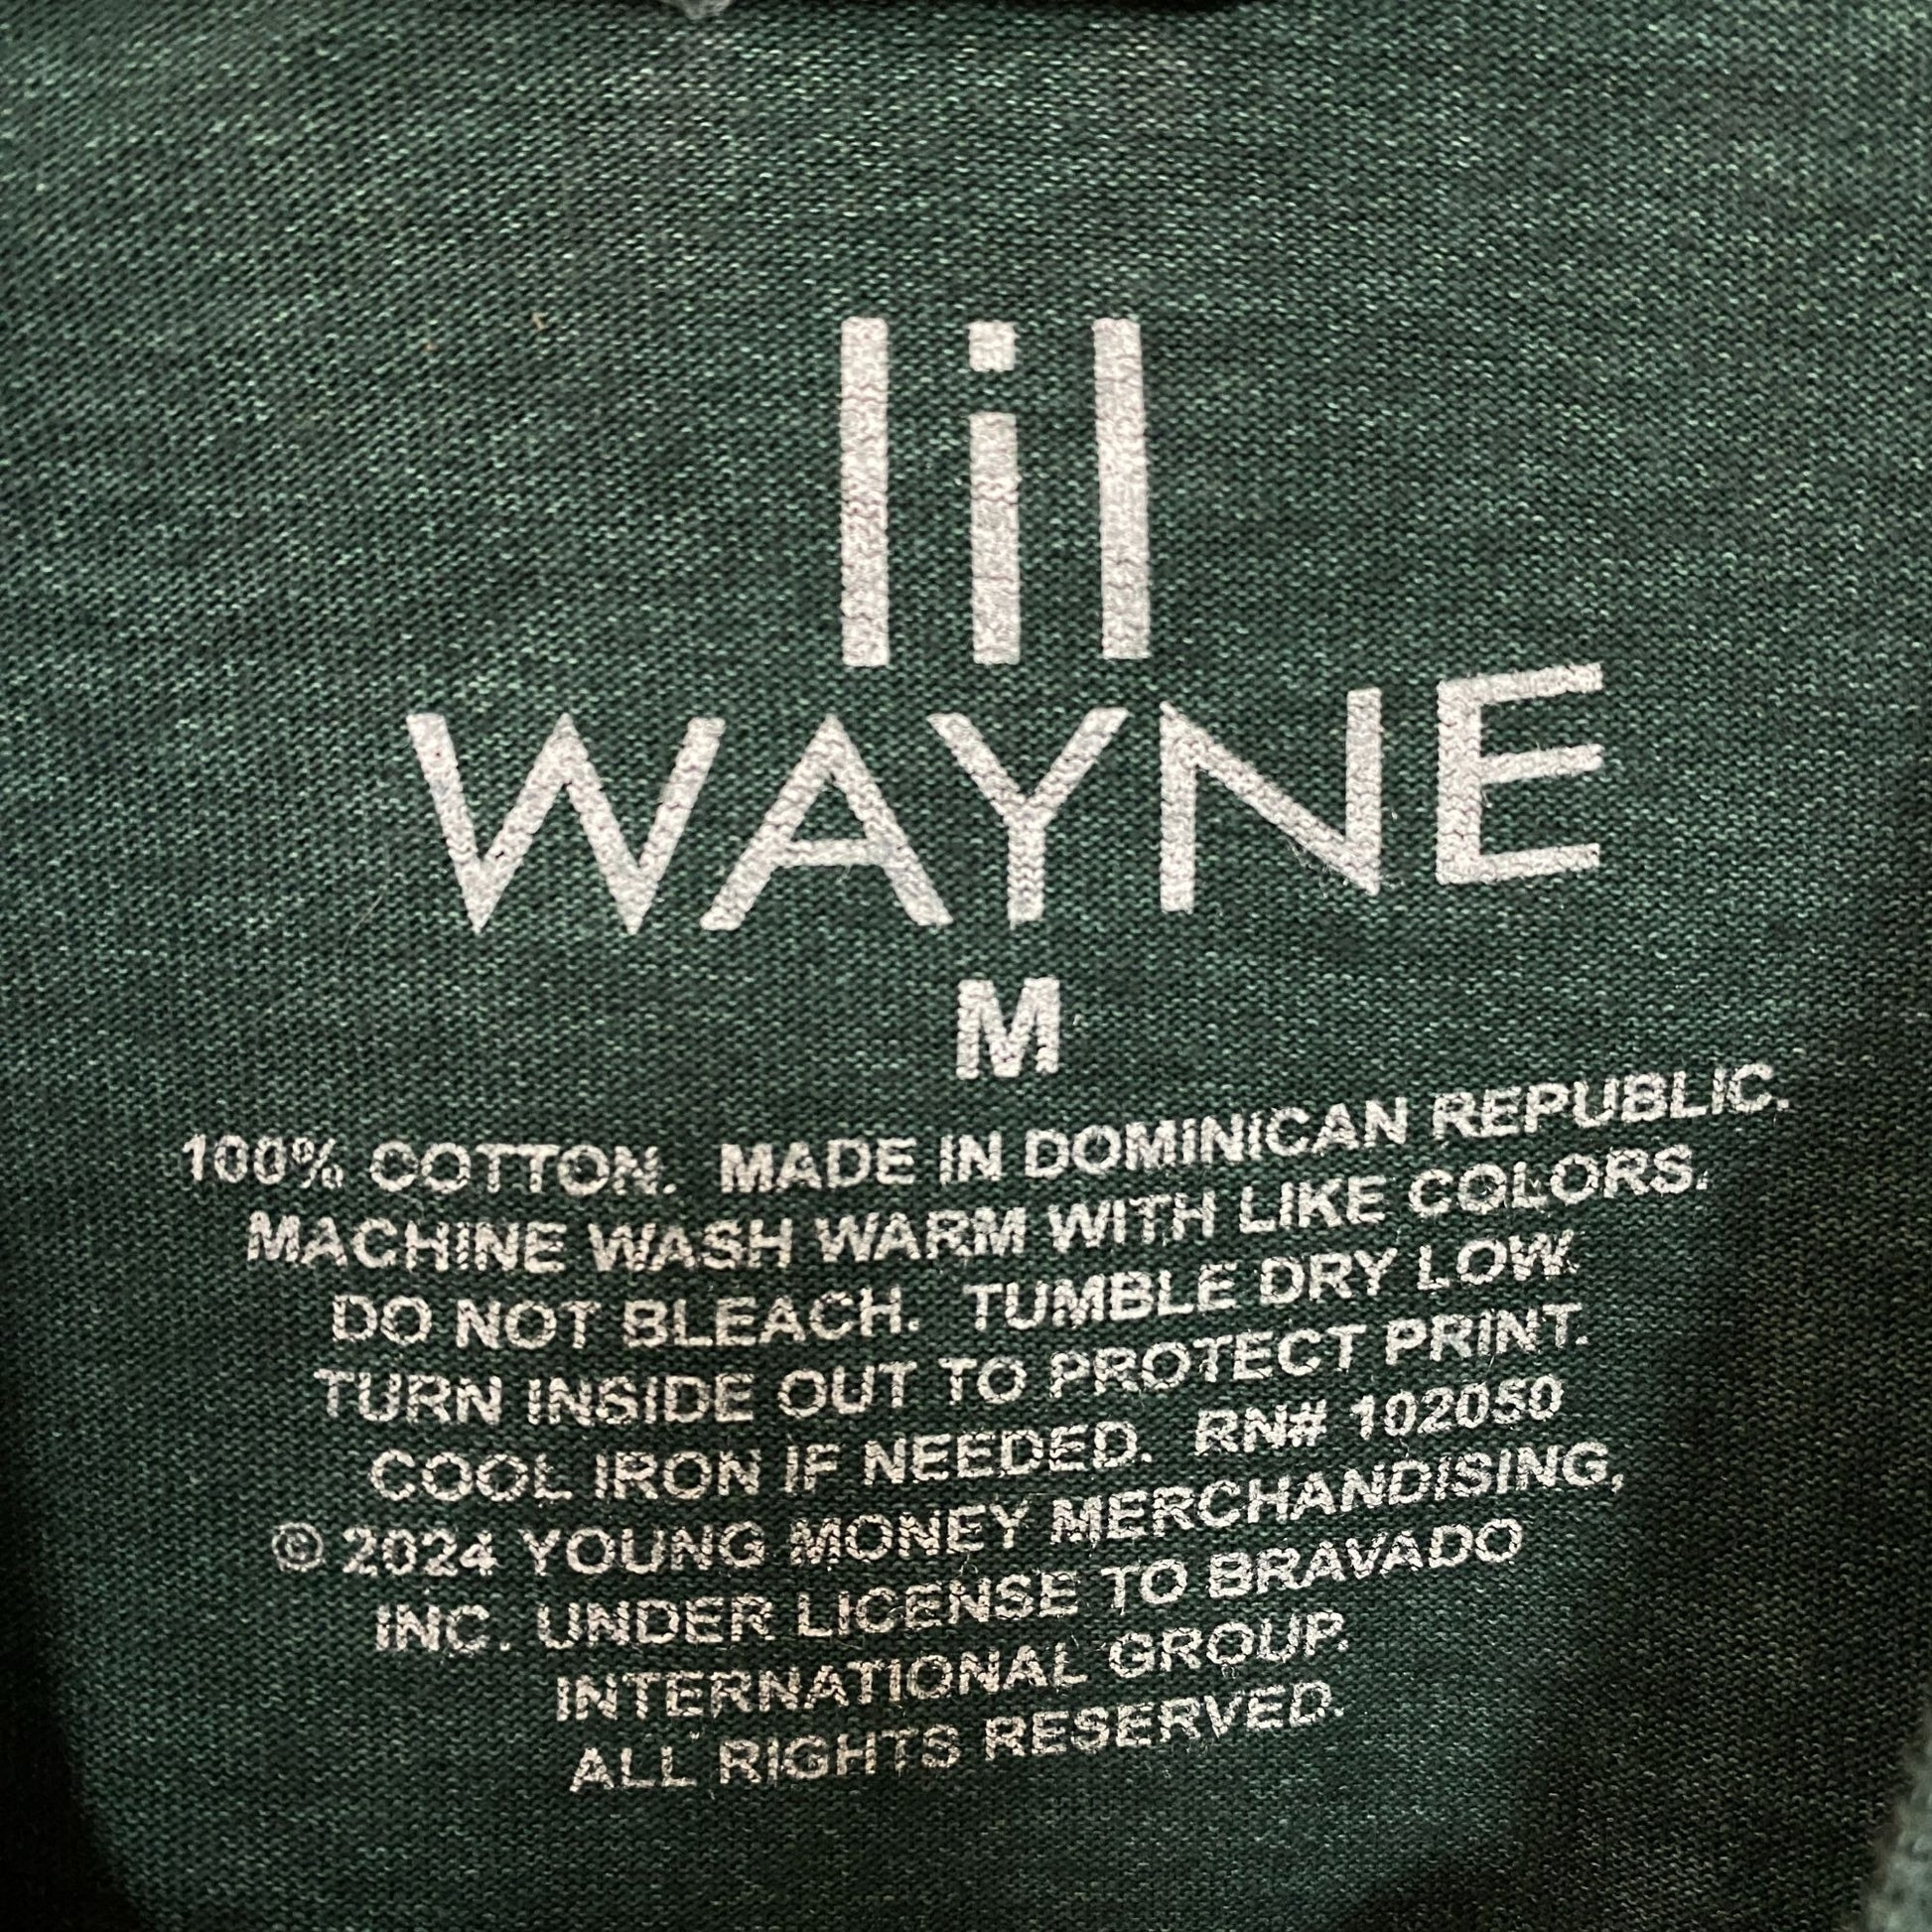 lil
WAYNE
M
100% COTTON. MADE IN DOMINICAN REPUBLIC.
MACHINE WASH WARM WITH LIKE COLORS.
DO NOT BLEACH. TUMBLE DRY LOW.
TURN INSIDE OUT TO PROTECT PRINT.
COOL IRON IF NEEDED. RN# 102050
© 2024 YOUNG MONEY MERCHANDISING,
INC. UNDER LICENSE TO BRAVADO
INTERNATIONAL GROUP.
ALL RIGHTS RESERVED.